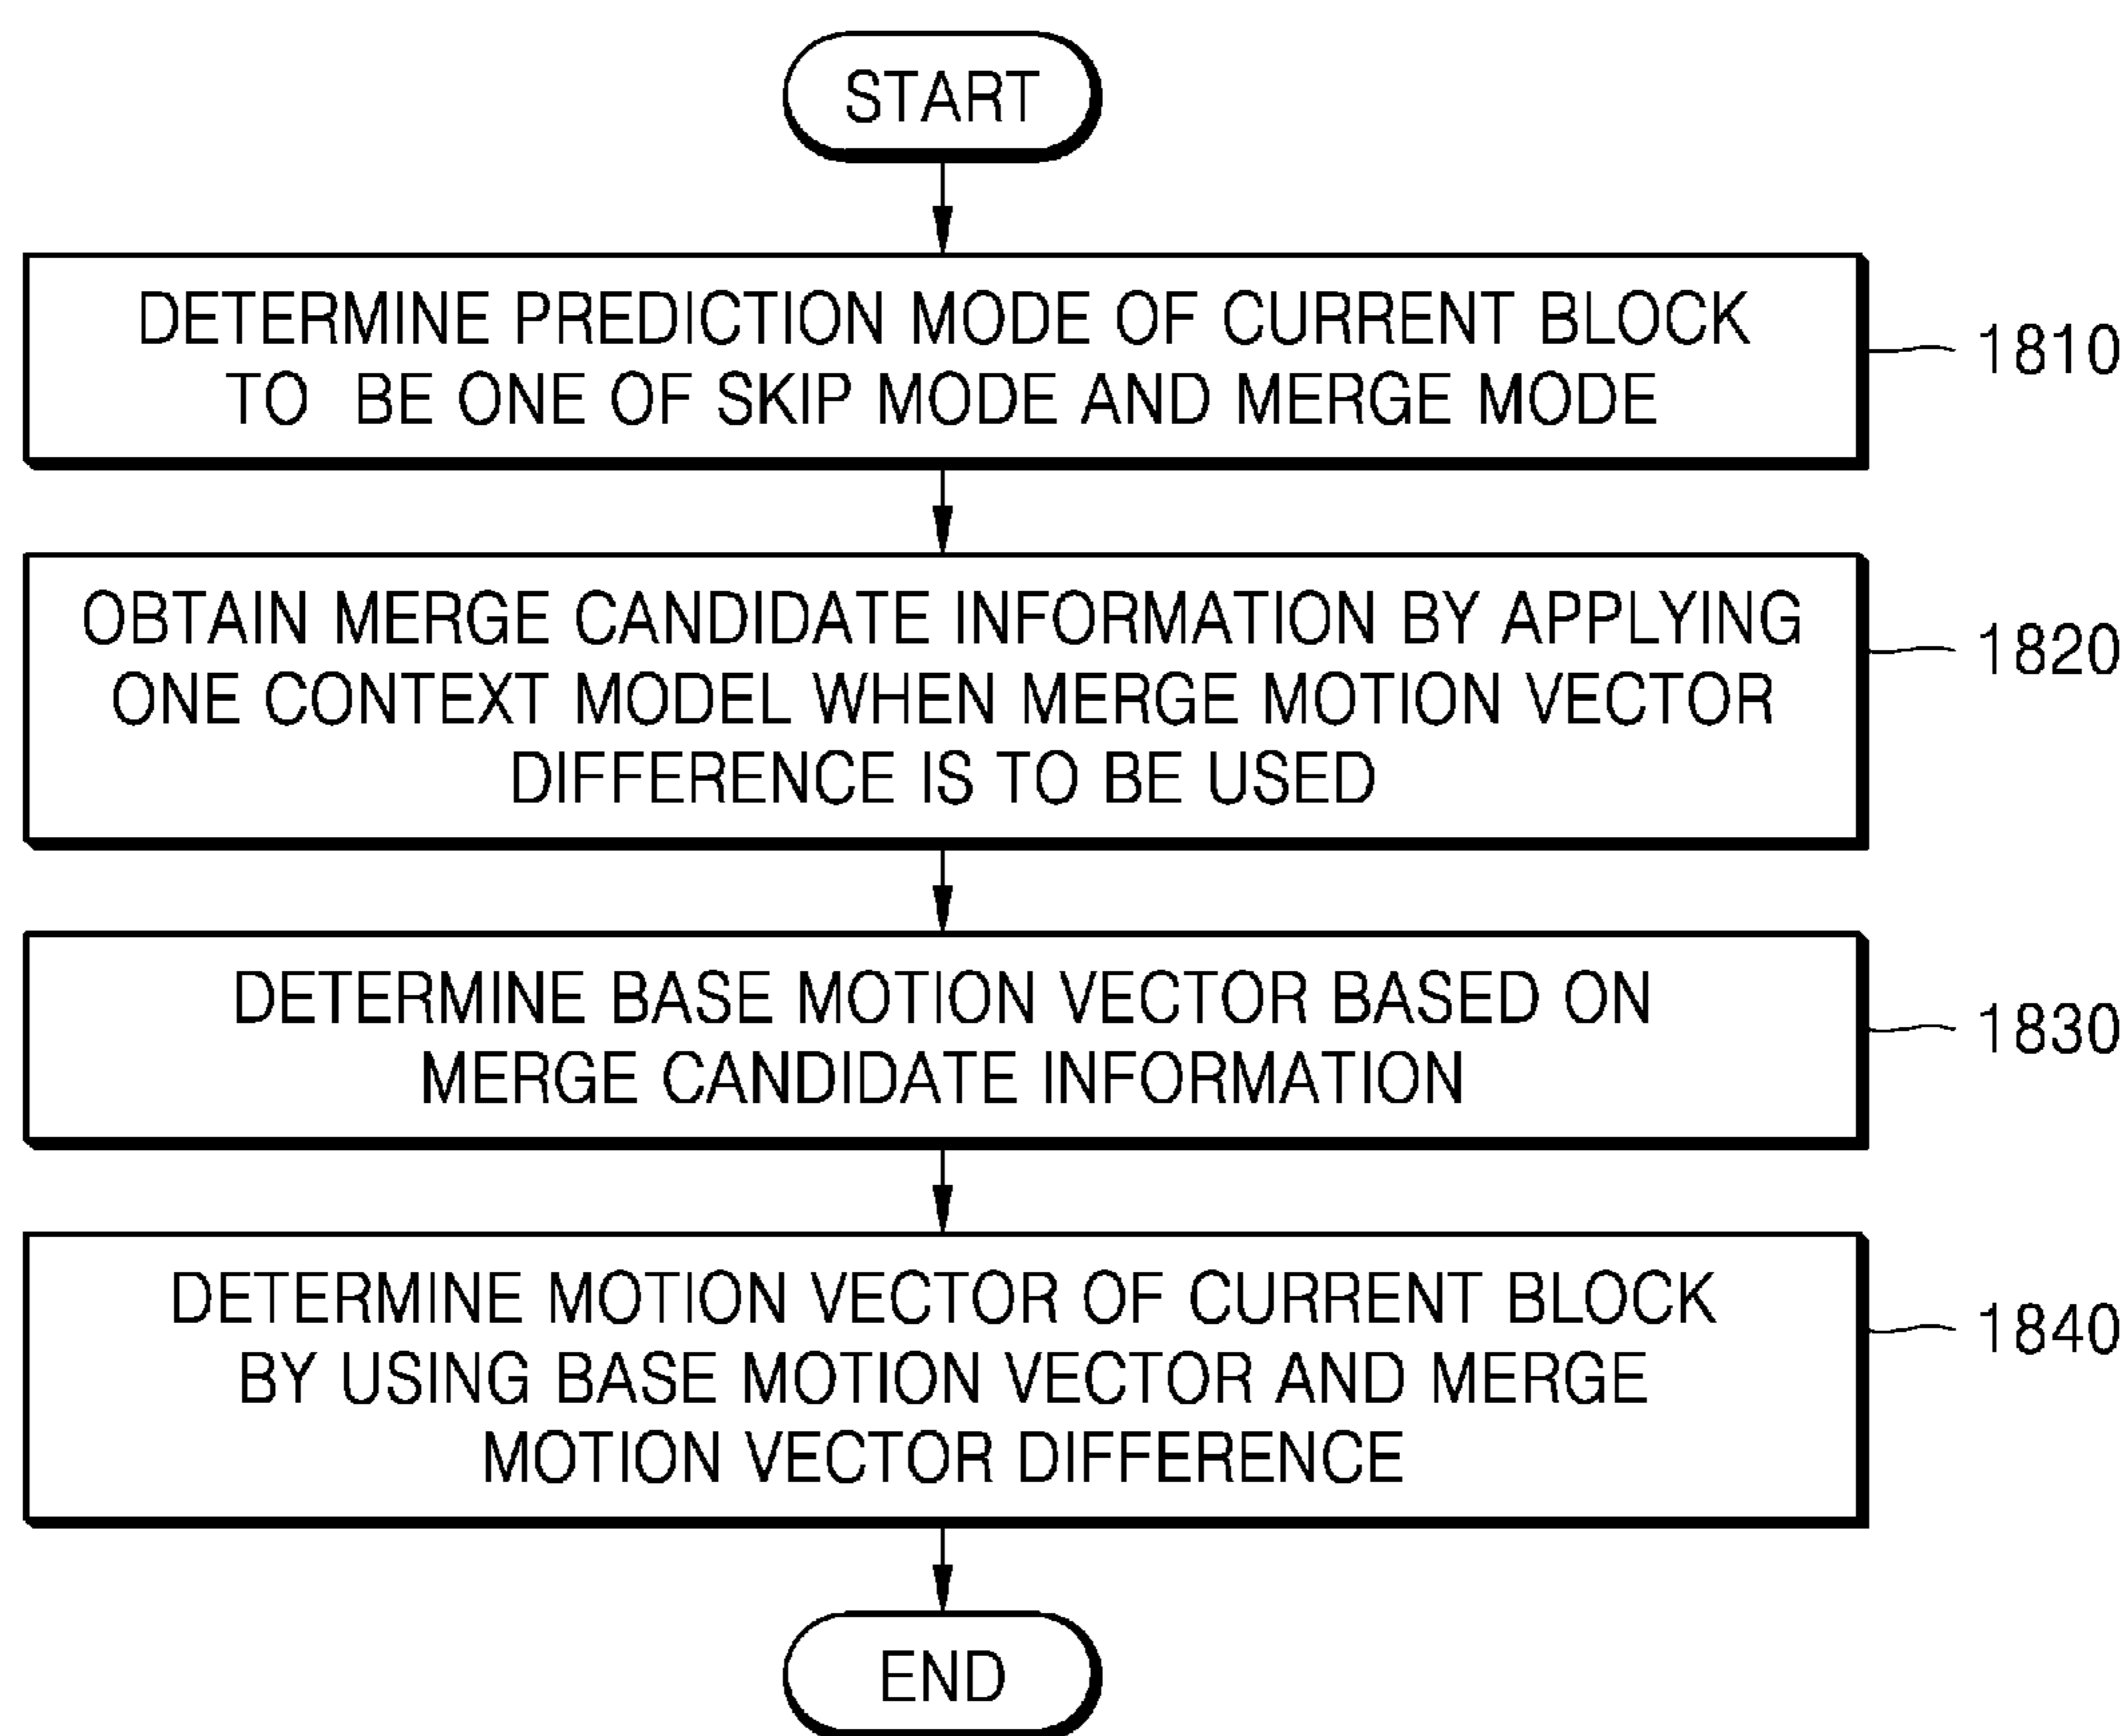 START
DETERMINE PREDICTION MODE OF CURRENT BLOCK
TO BE ONE OF SKIP MODE AND MERGE MODE
1810
OBTAIN MERGE CANDIDATE INFORMATION BY APPLYING
ONE CONTEXT MODEL WHEN MERGE MOTION VECTOR
DIFFERENCE IS TO BE USED
1820
DETERMINE BASE MOTION VECTOR BASED ON
MERGE CANDIDATE INFORMATION
1830
DETERMINE MOTION VECTOR OF CURRENT BLOCK
BY USING BASE MOTION VECTOR AND MERGE
MOTION VECTOR DIFFERENCE
1840
END